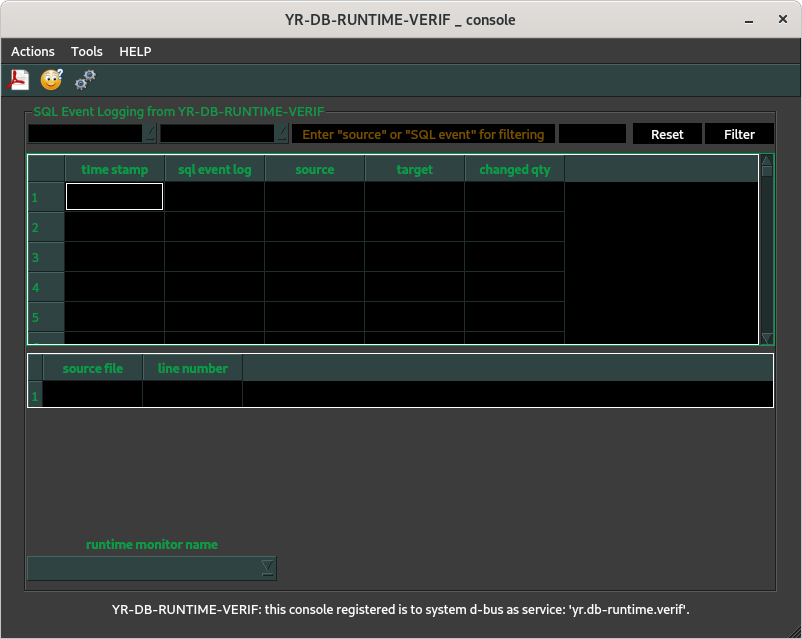 YR-DB-RUNTIME-VERIF _ console
Actions Tools HELP
SQL Event Logging from YR-DB-RUNTIME-VERIF
Enter "source" or "SQL event" for filtering Reset Filter
time stamp sql event log source target changed qty
1
2
3
4
5
source file line number
1
runtime monitor name
YR-DB-RUNTIME-VERIF: this console registered is to system d-bus as service: 'yr.db-runtime.verif'.